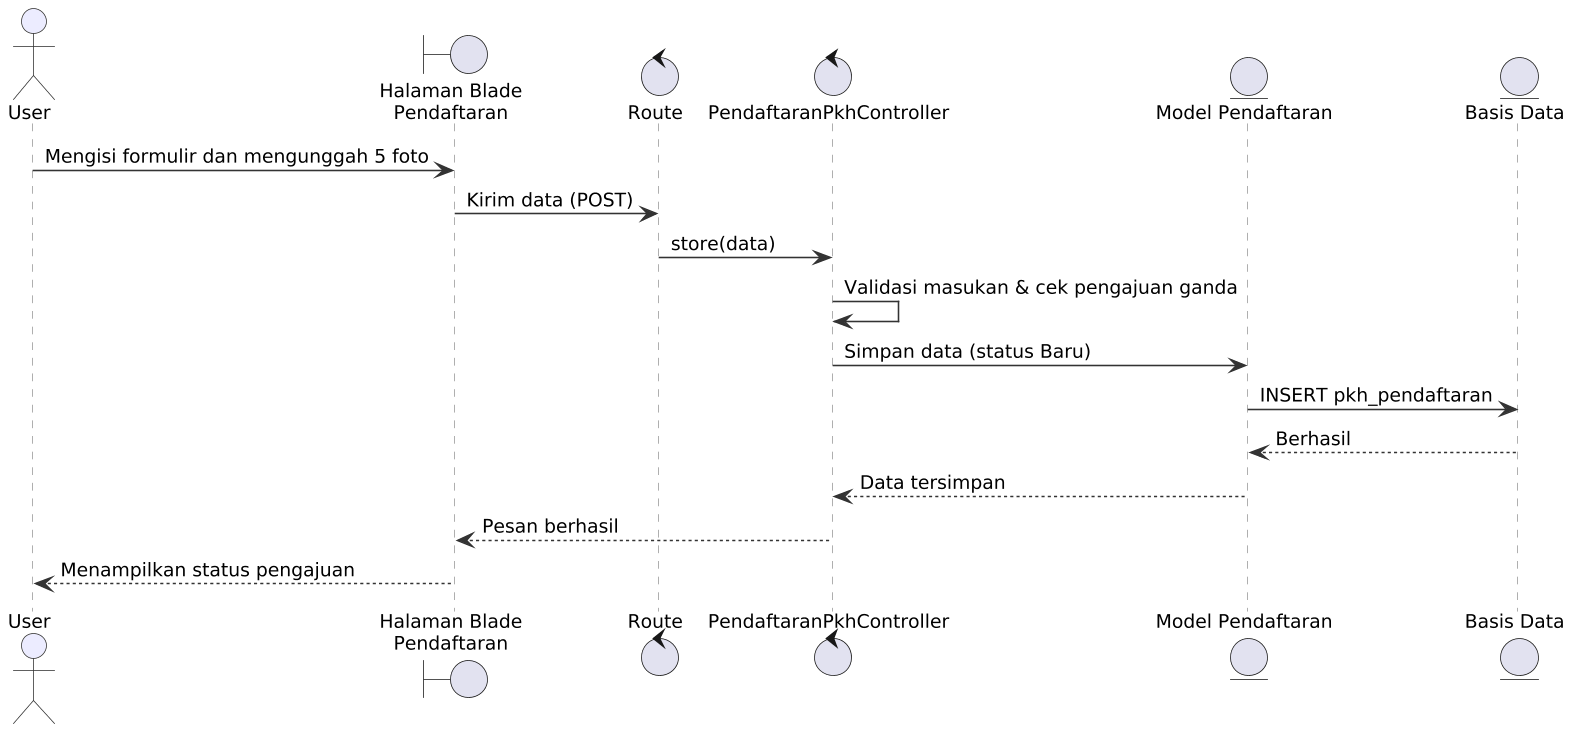 User
Halaman Blade
Pendaftaran
Route
PendaftaranPkhController
Model Pendaftaran
Basis Data
Mengisi formulir dan mengunggah 5 foto
Kirim data (POST)
store(data)
Validasi masukan & cek pengajuan ganda
Simpan data (status Baru)
INSERT pkh_pendaftaran
Berhasil
Data tersimpan
Pesan berhasil
Menampilkan status pengajuan
User
Halaman Blade
Pendaftaran
Route
PendaftaranPkhController
Model Pendaftaran
Basis Data